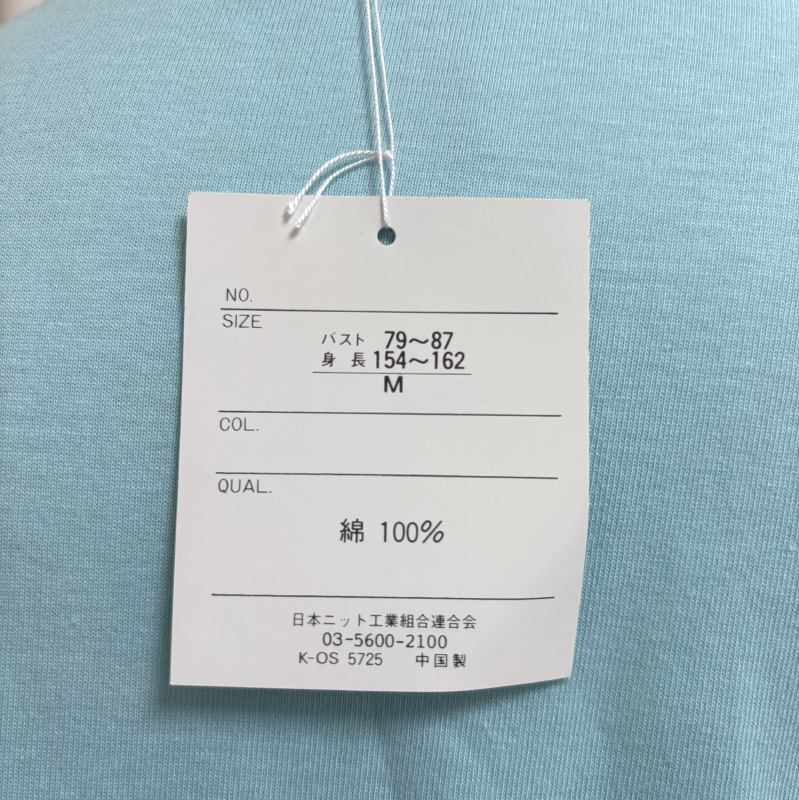 NO.
SIZE
バスト 79〜87
身長 154〜162
M
COL.
QUAL.
綿 100%
日本ニット工業組合連合会
03-5600-2100
K-OS 5725 中国製